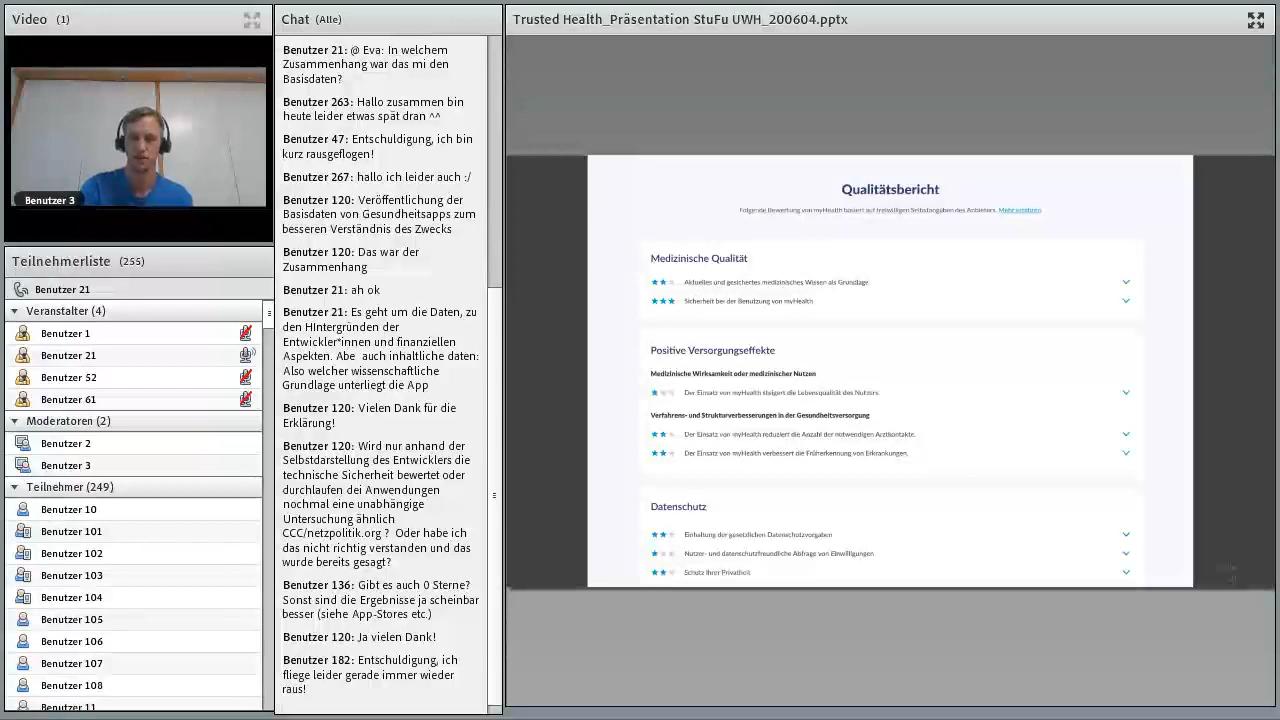 Video (1)
Benutzer 3
Teilnehmerliste (255)
Benutzer 21
Veranstalter (4)
Benutzer 1
Benutzer 21
Benutzer 52
Benutzer 61
Moderatoren (2)
Benutzer 2
Benutzer 3
Teilnehmer (249)
Benutzer 10
Benutzer 101
Benutzer 102
Benutzer 103
Benutzer 104
Benutzer 105
Benutzer 106
Benutzer 107
Benutzer 108
Benutzer 11
Chat (Alle)
Benutzer 21: @ Eva: In welchem
Zusammenhang war das mi den
Basisdaten?
Benutzer 263: Hallo zusammen bin
heute leider etwas spät dran ^^
Benutzer 47: Entschuldigung, ich bin
kurz rausgeflogen!
Benutzer 267: hallo ich leider auch :/
Benutzer 120: Veröffentlichung der
Basisdaten von Gesundheitsapps zum
besseren Verständnis des Zwecks
Benutzer 120: Das war der
Zusammenhang
Benutzer 21: ah ok
Benutzer 21: Es geht um die Daten, zu
den HIntergründen der
Entwickler*innen und finanziellen
Aspekten. Abe auch inhaltliche daten:
Also welcher wissenschaftliche
Grundlage unterliegt die App
Benutzer 120: Vielen Dank für die
Erklärung!
Benutzer 120: Wird nur anhand der
Selbstdarstellung des Entwicklers die
technische Sicherheit bewertet oder
durchlaufen dei Anwendungen
nochmal eine unabhängige
Untersuchung ähnlich
CCC/netzpolitik.org ? Oder habe ich
das nicht richtig verstanden und das
wurde bereits gesagt?
Benutzer 136: Gibt es auch 0 Sterne?
Sonst sind die Ergebnisse ja scheinbar
besser (siehe App-Stores etc.)
Benutzer 120: Ja vielen Dank!
Benutzer 182: Entschuldigung, ich
fliege leider gerade immer wieder
raus!
Trusted Health_Präsentation StuFu UWH_200604.pptx
Qualitätsbericht
Folgende Bewertung von myHealth basiert auf freiwilligen Selbstangaben des Anbieters. Mehr erfahren
Medizinische Qualität
Aktuelles und gesichertes medizinisches Wissen als Grundlage
Sicherheit bei der Benutzung von myHealth
Positive Versorgungseffekte
Medizinische Wirksamkeit oder medizinischer Nutzen
Der Einsatz von myHealth steigert die Lebensqualität des Nutzers.
Verfahrens- und Strukturverbesserungen in der Gesundheitsversorgung
Der Einsatz von myHealth reduziert die Anzahl der notwendigen Arztkontakte.
Der Einsatz von myHealth verbessert die Früherkennung von Erkrankungen.
Datenschutz
Einhaltung der gesetzlichen Datenschutzvorgaben
Nutzer- und datenschutzfreundliche Abfrage von Einwilligungen
Schutz Ihrer Privatheit